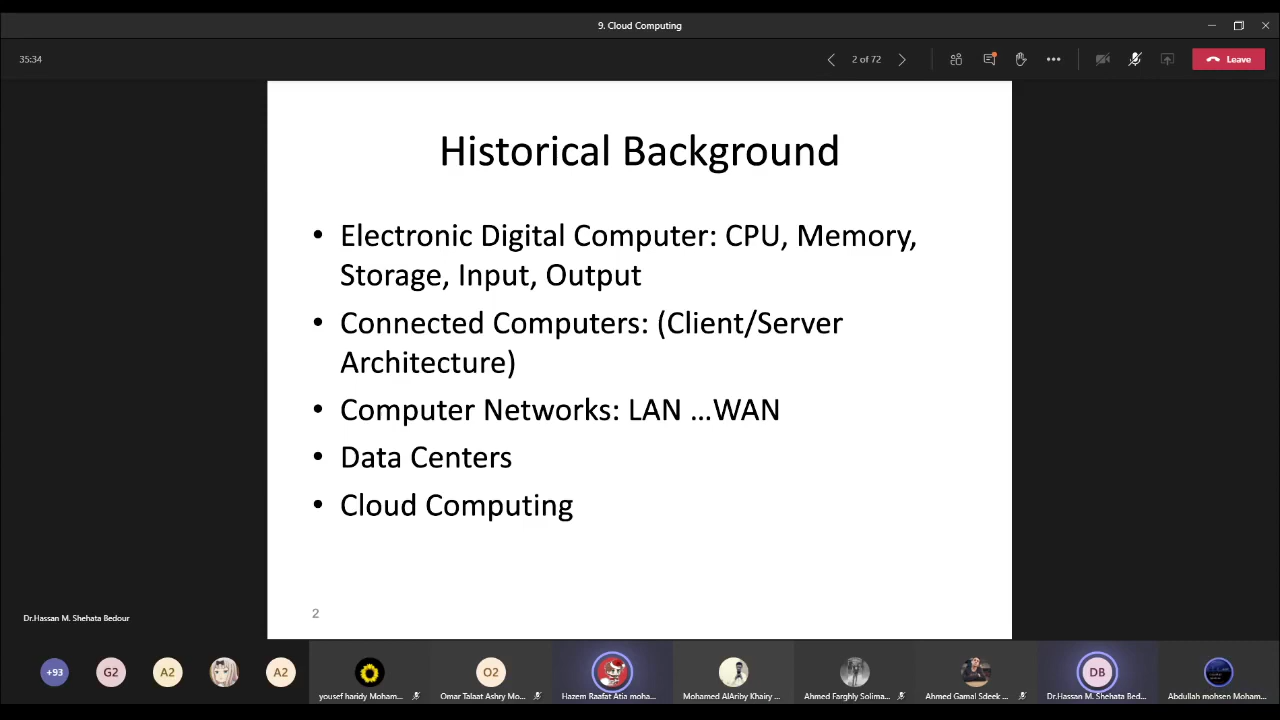 9. Cloud Computing
35:34
2 of 72
Leave
Historical Background
• Electronic Digital Computer: CPU, Memory,
Storage, Input, Output
• Connected Computers: (Client/Server
Architecture)
• Computer Networks: LAN ...WAN
• Data Centers
• Cloud Computing
2
Dr.Hassan M. Shehata Bedour
+93
G2
A2
A2
O2
DB
yousef haridy Moham...
Omar Talaat Ashry Mo...
Hazem Raafat Atia moha...
Mohamed AlAriby Khairy ...
Ahmed Farghly Solima...
Ahmed Gamal Sdeek ...
Dr.Hassan M. Shehata Bed...
Abdullah mohsen Moham...